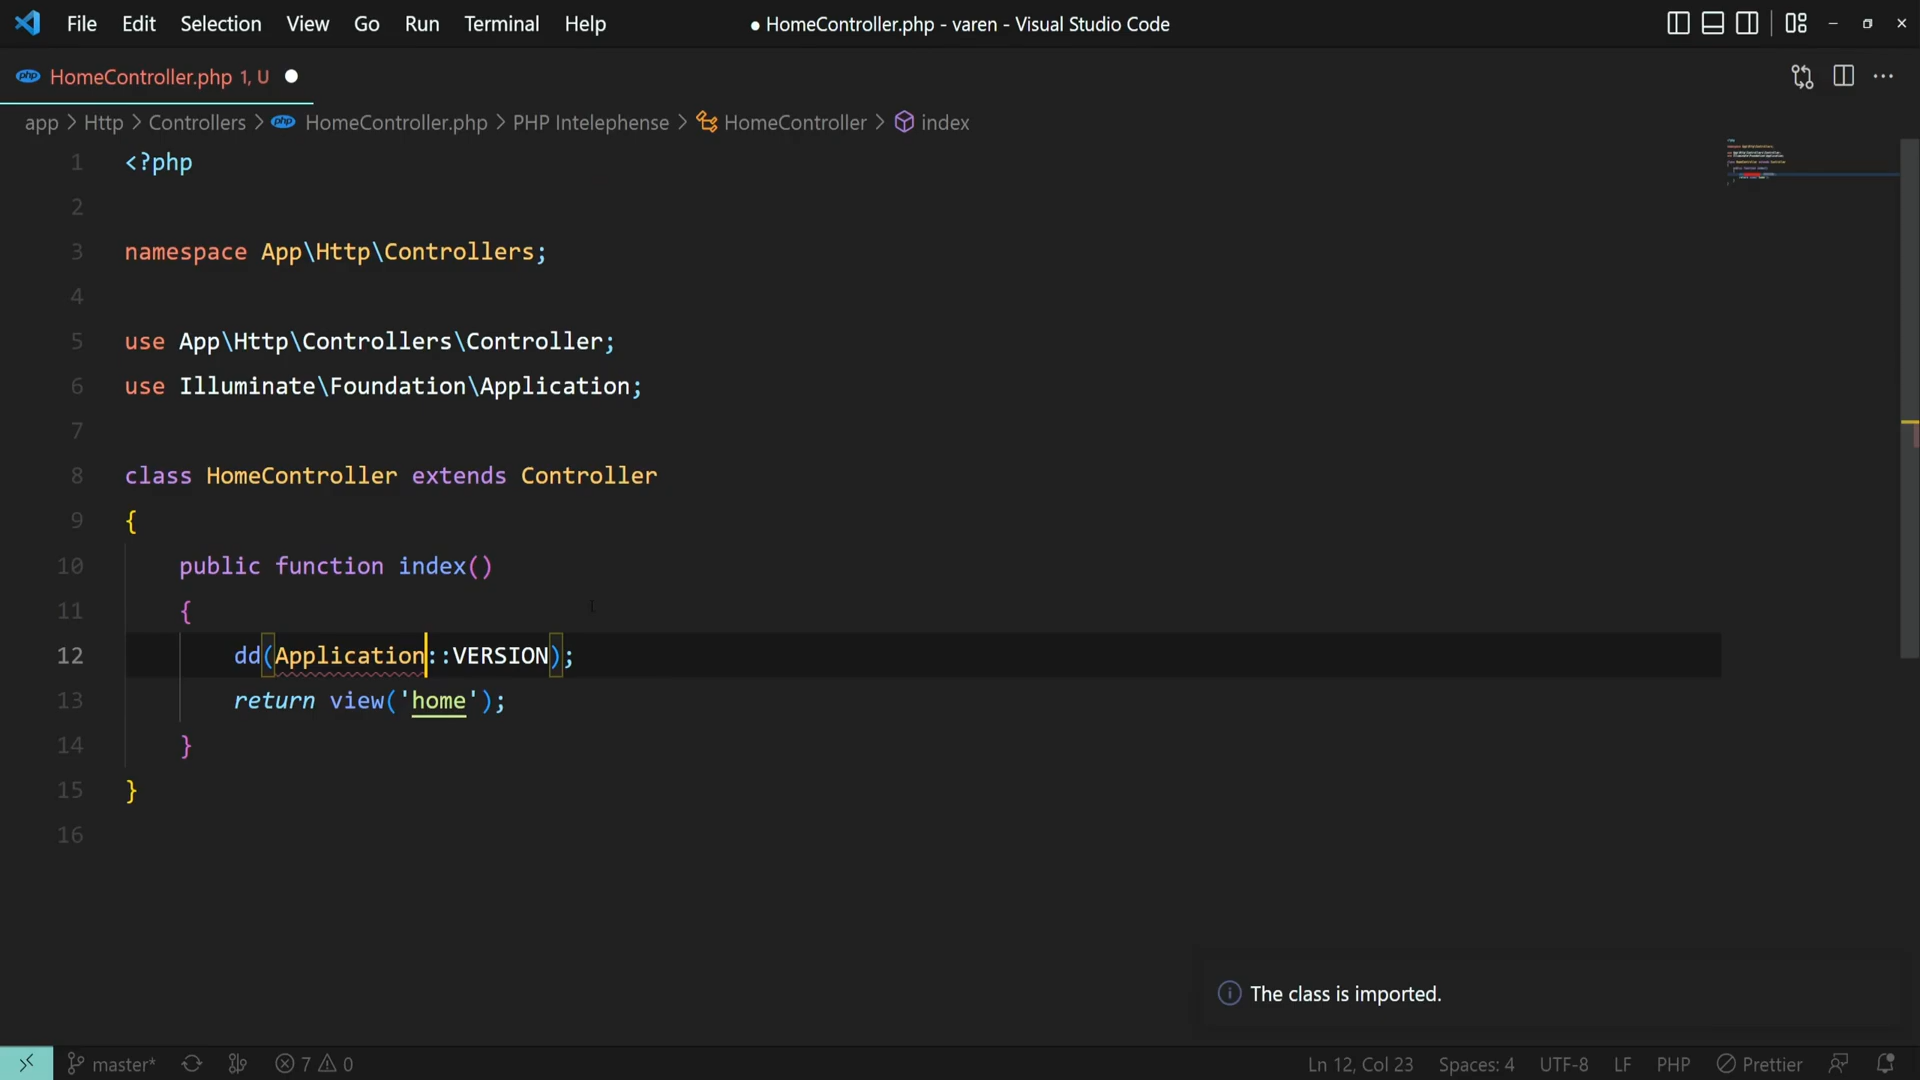 File Edit Selection View Go Run Terminal Help ● HomeController.php - varen - Visual Studio Code
php HomeController.php 1, U
app > Http > Controllers > php HomeController.php > PHP Intelephense > HomeController > index
1 <?php
2
3 namespace App\Http\Controllers;
4
5 use App\Http\Controllers\Controller;
6 use Illuminate\Foundation\Application;
7
8 class HomeController extends Controller
9 {
10 public function index()
11 {
12 dd(Application::VERSION);
13 return view('home');
14 }
15 }
16
The class is imported.
master* 7 0 Ln 12, Col 23 Spaces: 4 UTF-8 LF PHP Prettier